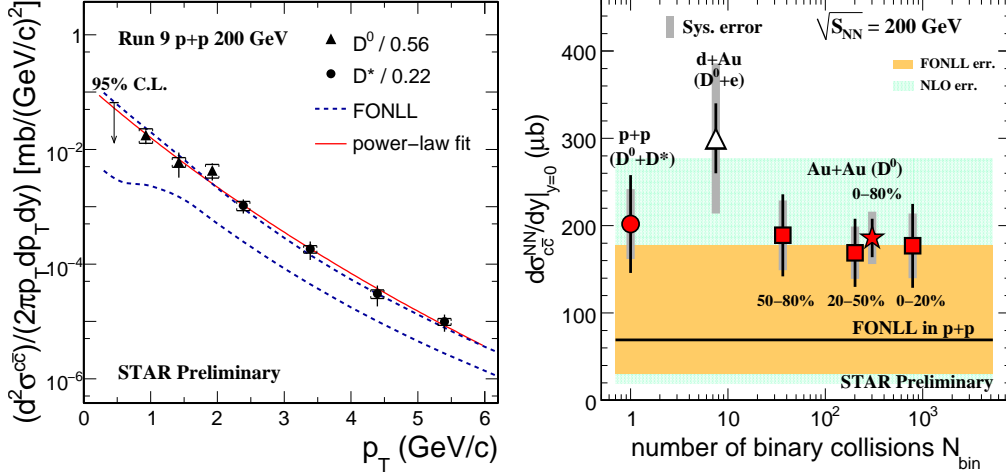 Run 9 p+p 200 GeV
D⁰ / 0.56
D* / 0.22
FONLL
power−law fit
95% C.L.
STAR Preliminary
(d²σ^cc̅)/(2πp_T dp_T dy) [mb/(GeV/c)²]
1
10⁻²
10⁻⁴
10⁻⁶
0 1 2 3 4 5 6
p_T (GeV/c)
Sys. error
√S_NN = 200 GeV
d+Au
(D⁰+e)
FONLL err.
NLO err.
p+p
(D⁰+D*)
Au+Au (D⁰)
0−80%
50−80% 20−50% 0−20%
FONLL in p+p
STAR Preliminary
dσ^NN_cc̅/dy|_y=0 (μb)
400
300
200
100
0
1 10 10² 10³
number of binary collisions N_bin